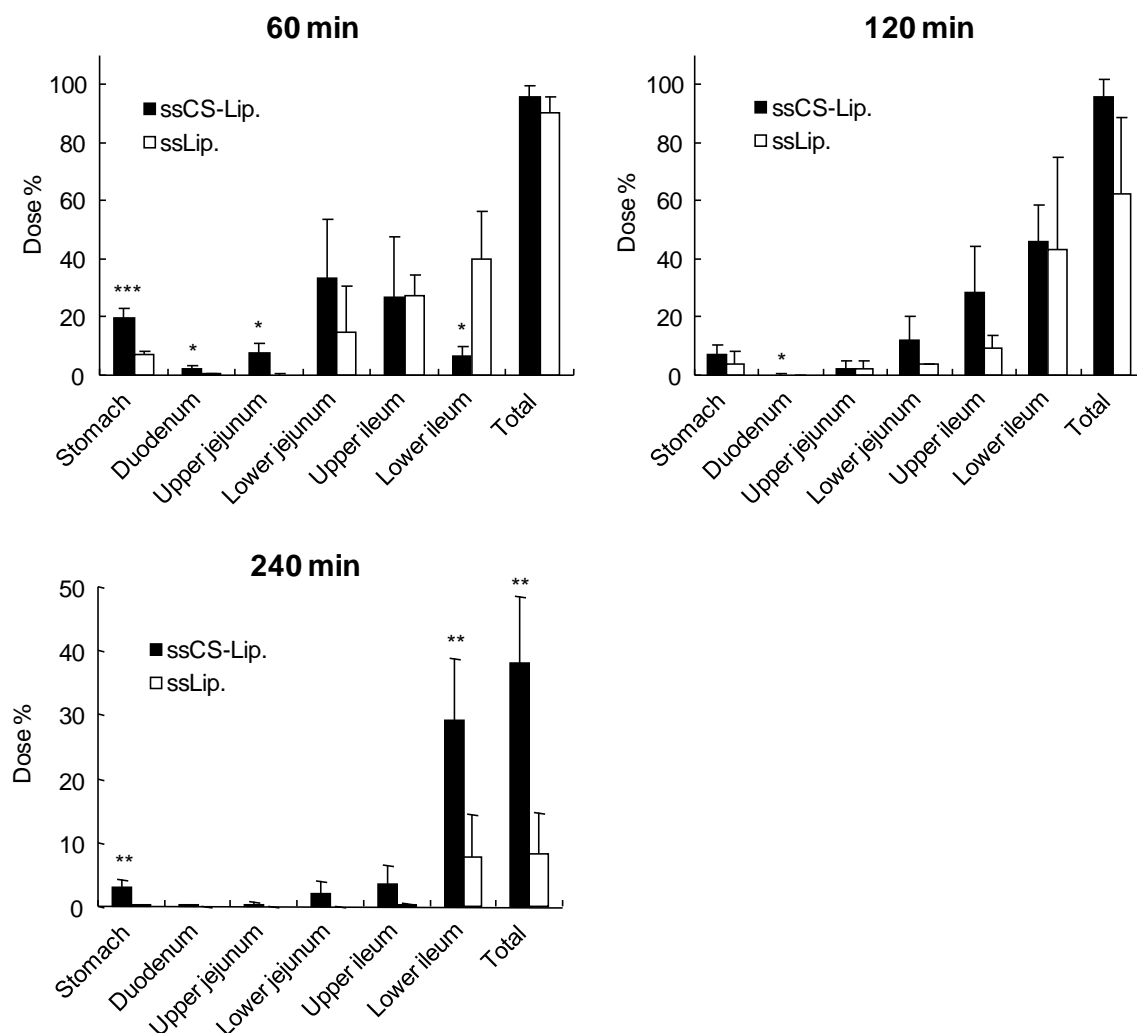 60 min
100
80
60
40
20
0
Dose %
ssCS-Lip.
ssLip.
***
*
*
*
Stomach
Duodenum
Upper jejunum
Lower jejunum
Upper ileum
Lower ileum
Total
120 min
100
80
60
40
20
0
Dose %
ssCS-Lip.
ssLip.
*
Stomach
Duodenum
Upper jejunum
Lower jejunum
Upper ileum
Lower ileum
Total
240 min
50
40
30
20
10
0
Dose %
ssCS-Lip.
ssLip.
**
**
**
Stomach
Duodenum
Upper jejunum
Lower jejunum
Upper ileum
Lower ileum
Total